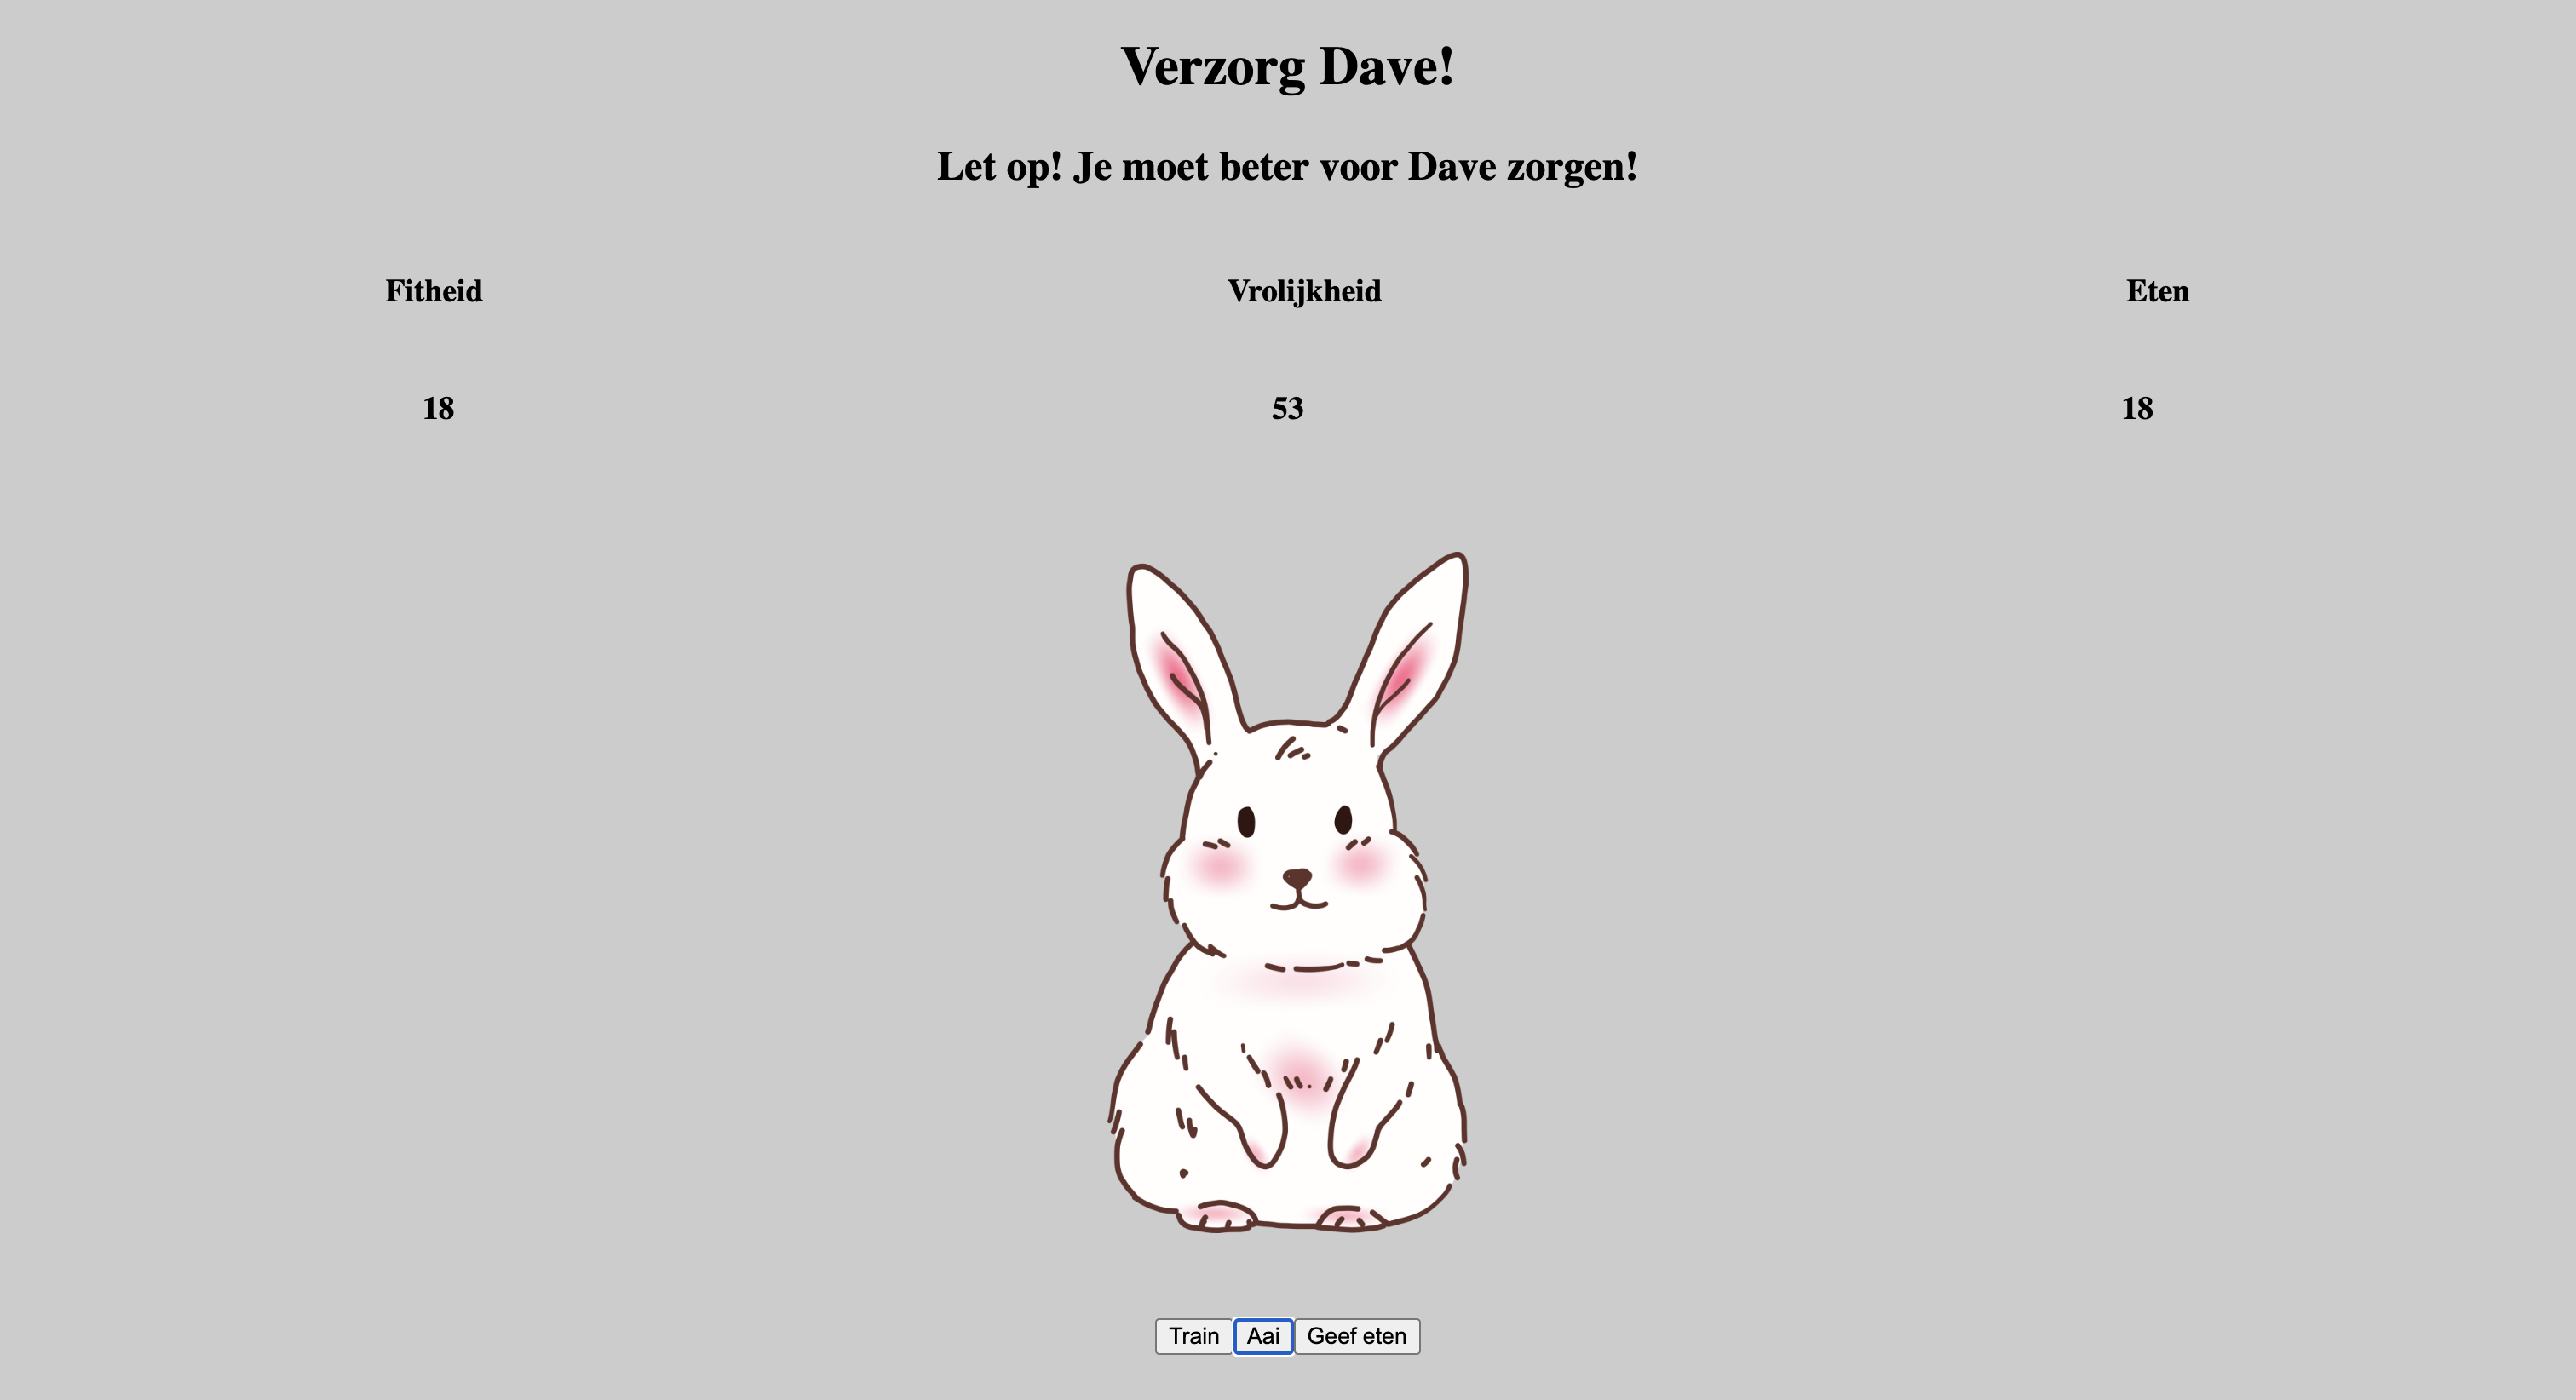 Verzorg Dave!
Let op! Je moet beter voor Dave zorgen!
Fitheid Vrolijkheid Eten
18 53 18
Train Aai Geef eten